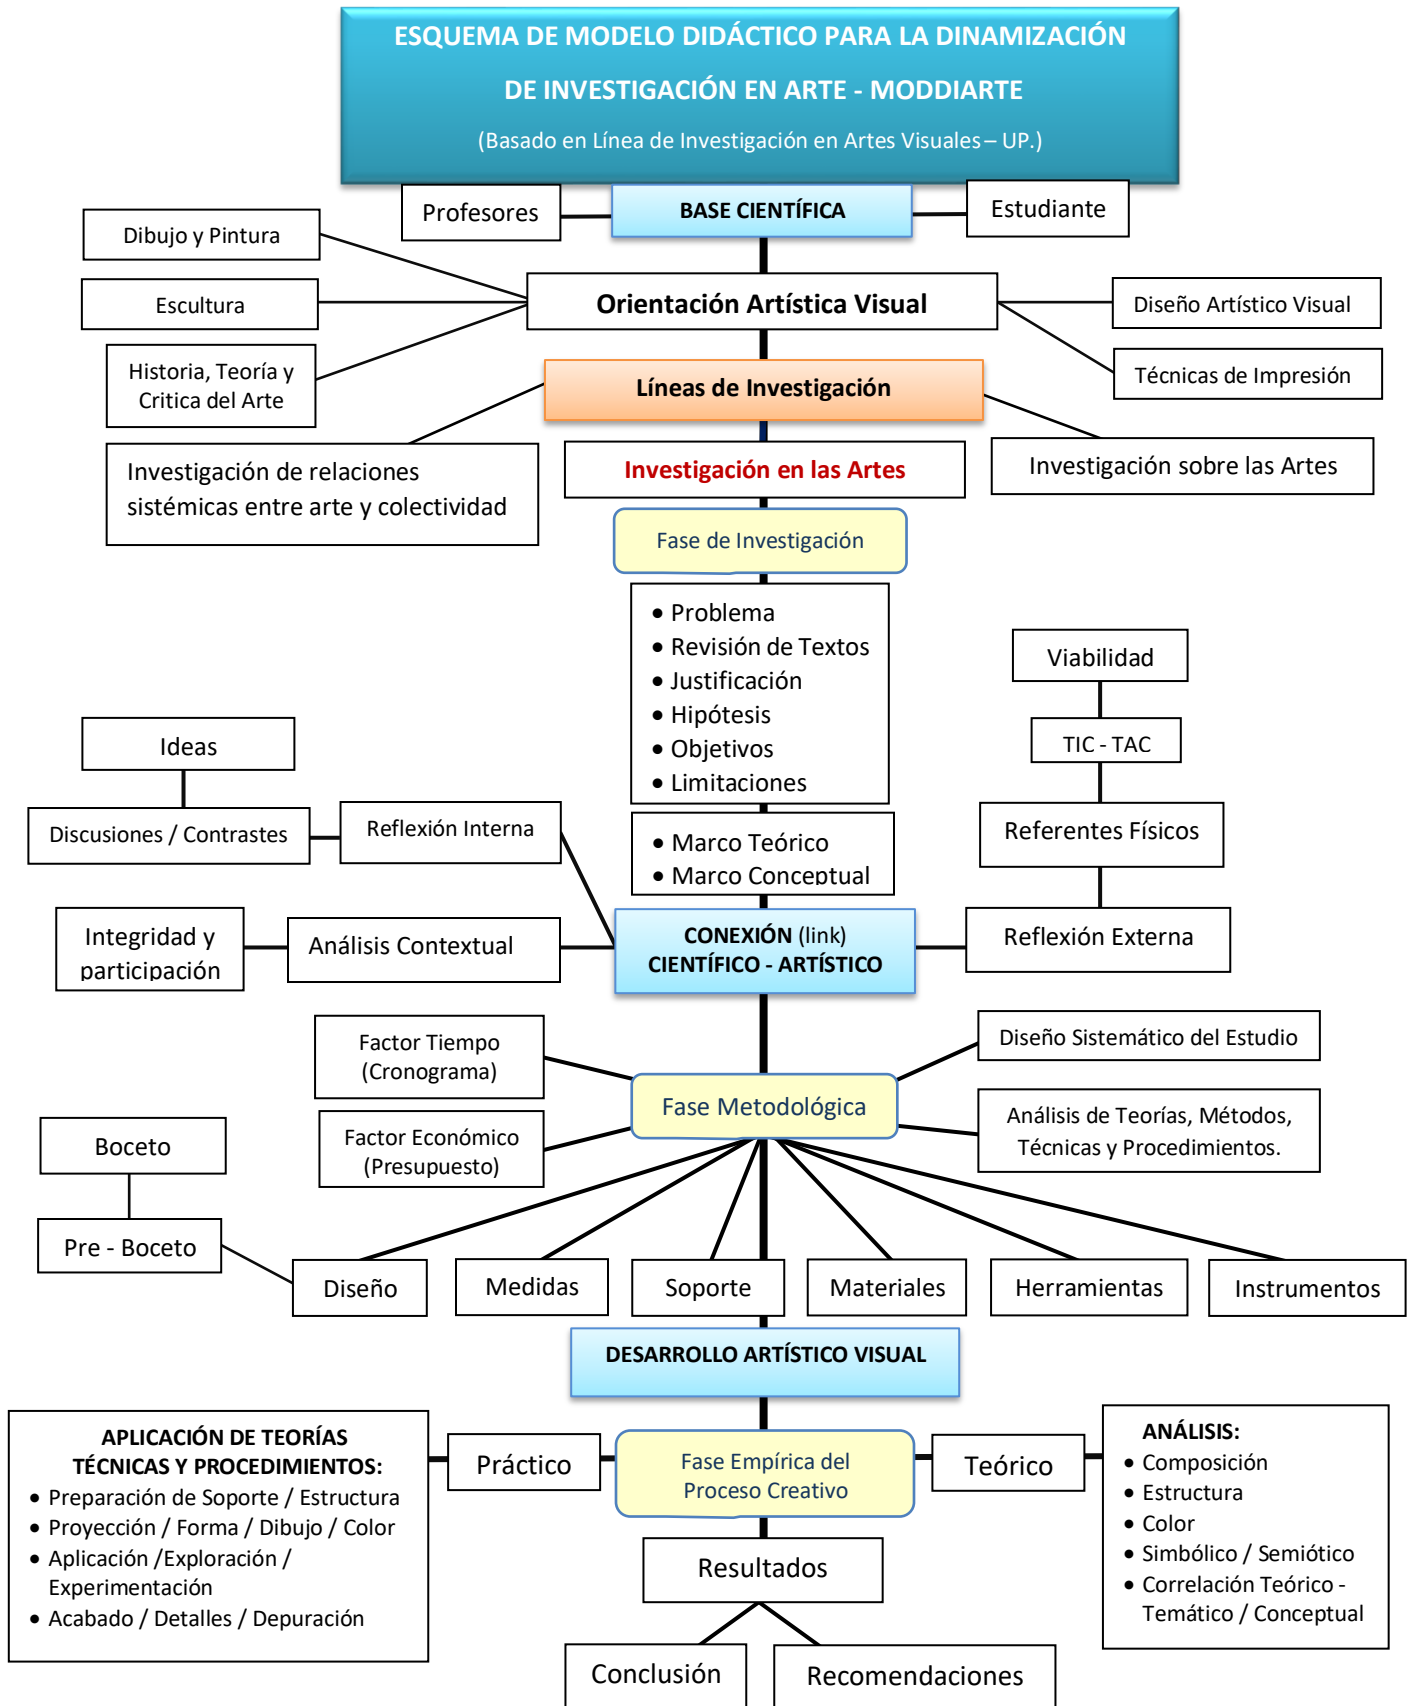 ESQUEMA DE MODELO DIDÁCTICO PARA LA DINAMIZACIÓN
DE INVESTIGACIÓN EN ARTE - MODDIARTE
(Basado en Línea de Investigación en Artes Visuales – UP.)
Profesores
BASE CIENTÍFICA
Estudiante
Dibujo y Pintura
Escultura
Historia, Teoría y
Critica del Arte
Orientación Artística Visual
Diseño Artístico Visual
Técnicas de Impresión
Líneas de Investigación
Investigación de relaciones
sistémicas entre arte y colectividad
Investigación en las Artes
Investigación sobre las Artes
Fase de Investigación
• Problema
• Revisión de Textos
• Justificación
• Hipótesis
• Objetivos
• Limitaciones
• Marco Teórico
• Marco Conceptual
Viabilidad
TIC - TAC
Referentes Físicos
Reflexión Externa
Ideas
Discusiones / Contrastes
Reflexión Interna
Integridad y
participación
Análisis Contextual
CONEXIÓN (link)
CIENTÍFICO - ARTÍSTICO
Factor Tiempo
(Cronograma)
Factor Económico
(Presupuesto)
Fase Metodológica
Diseño Sistemático del Estudio
Análisis de Teorías, Métodos,
Técnicas y Procedimientos.
Boceto
Pre - Boceto
Diseño
Medidas
Soporte
Materiales
Herramientas
Instrumentos
DESARROLLO ARTÍSTICO VISUAL
APLICACIÓN DE TEORÍAS
TÉCNICAS Y PROCEDIMIENTOS:
• Preparación de Soporte / Estructura
• Proyección / Forma / Dibujo / Color
• Aplicación /Exploración /
Experimentación
• Acabado / Detalles / Depuración
Práctico
Fase Empírica del
Proceso Creativo
Teórico
ANÁLISIS:
• Composición
• Estructura
• Color
• Simbólico / Semiótico
• Correlación Teórico -
Temático / Conceptual
Resultados
Conclusión
Recomendaciones